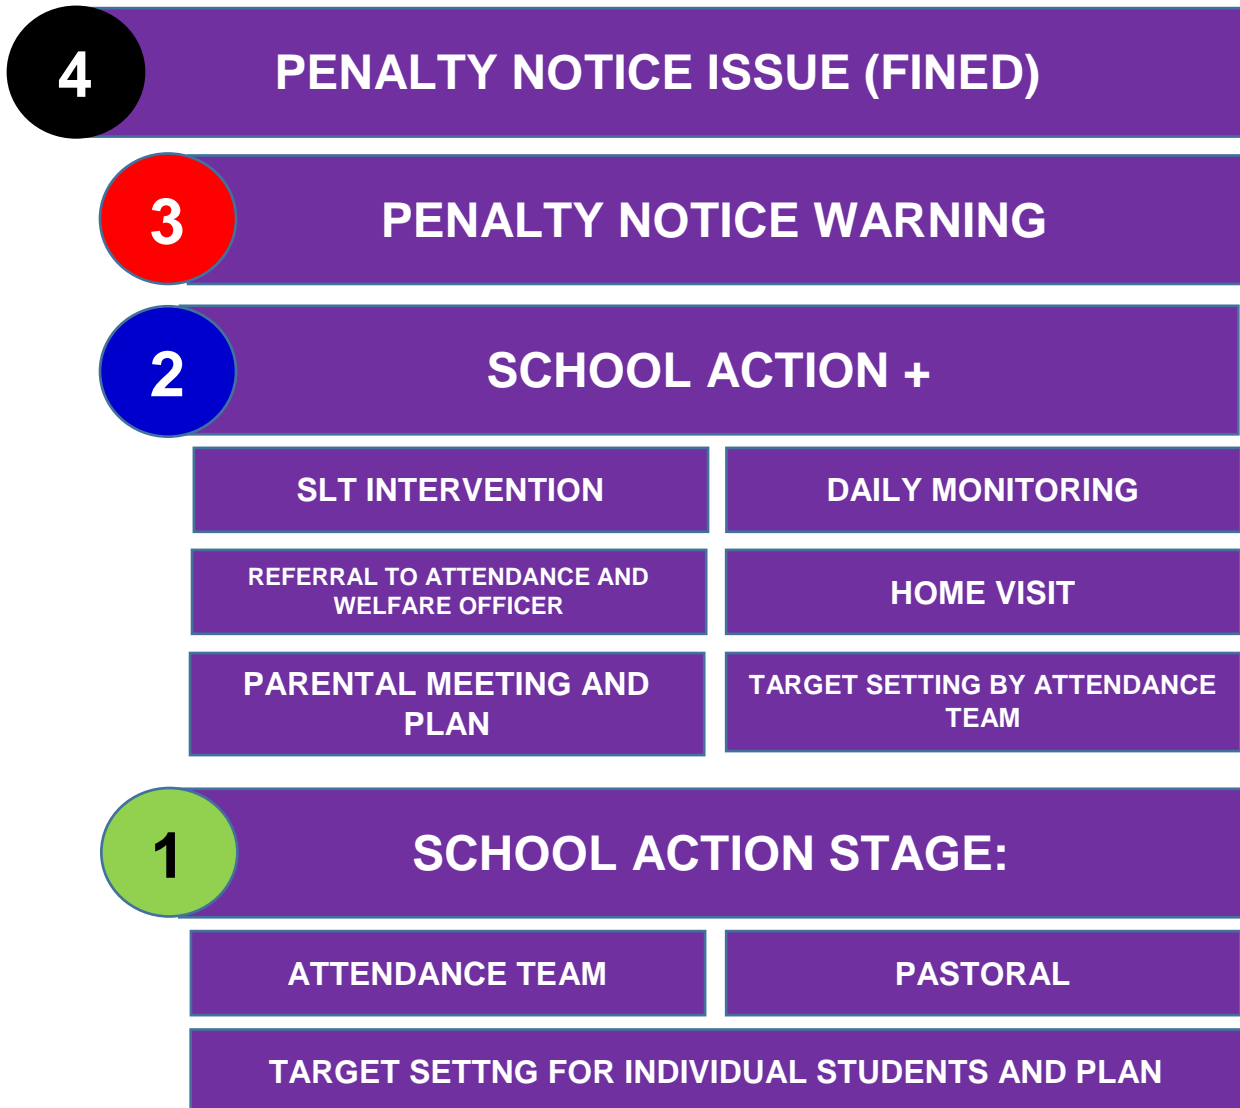 4
PENALTY NOTICE ISSUE (FINED)
3
PENALTY NOTICE WARNING
2
SCHOOL ACTION +
SLT INTERVENTION
DAILY MONITORING
REFERRAL TO ATTENDANCE AND
WELFARE OFFICER
HOME VISIT
PARENTAL MEETING AND
PLAN
TARGET SETTING BY ATTENDANCE
TEAM
1
SCHOOL ACTION STAGE:
ATTENDANCE TEAM
PASTORAL
TARGET SETTNG FOR INDIVIDUAL STUDENTS AND PLAN